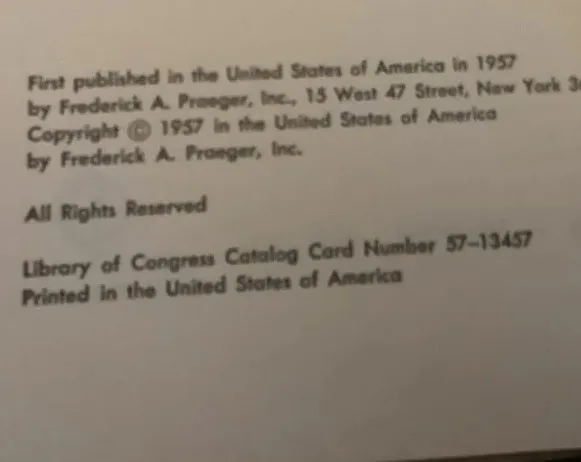 First published in the United States of America in 1957
by Frederick A. Praeger, Inc., 15 West 47 Street, New York 3
Copyright © 1957 in the United States of America
by Frederick A. Praeger, Inc.
All Rights Reserved
Library of Congress Catalog Card Number 57–13457
Printed in the United States of America